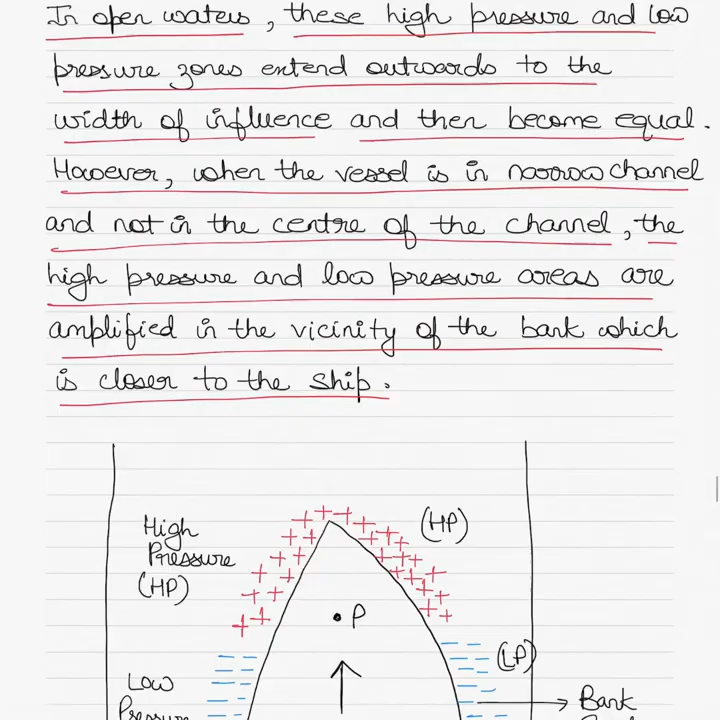 In open waters, these high pressure and low
pressure zones extend outwards to the
width of influence and then become equal.
However, when the vessel is in narrow channel
and not in the centre of the channel, the
high pressure and low pressure areas are
amplified in the vicinity of the bank which
is closer to the ship.
High
Pressure
(HP)
(HP)
P
(LP)
Low
Pressure
Bank